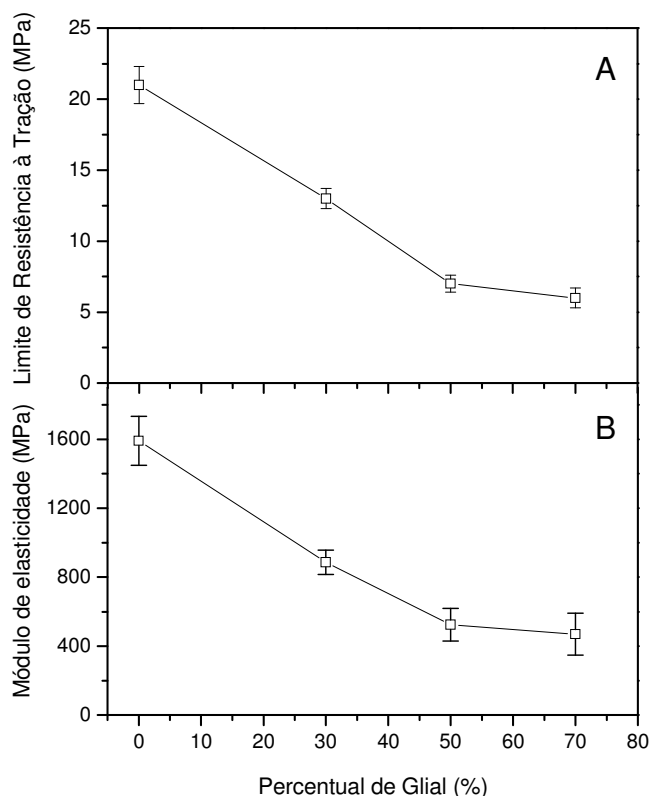 Limite de Resistência à Tração (MPa)
25
20
15
10
5
0
A
Módulo de elasticidade (MPa)
1600
1200
800
400
0
B
0 10 20 30 40 50 60 70 80
Percentual de Glial (%)